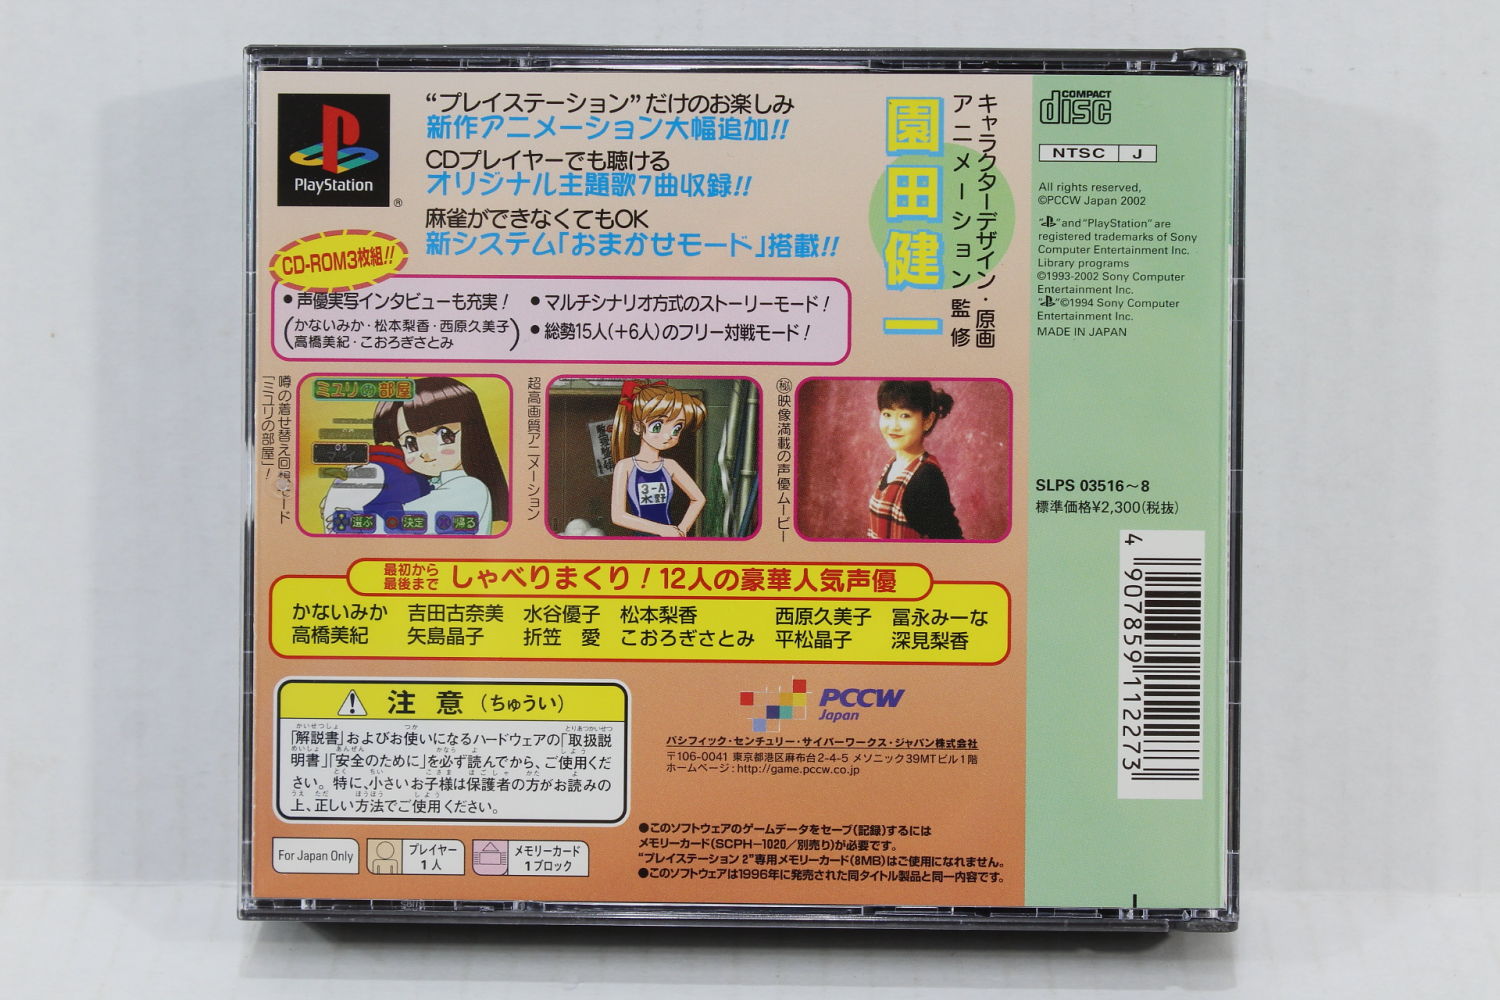 PlayStation
®
“プレイステーション”だけのお楽しみ
新作アニメーション大幅追加!!
CDプレイヤーでも聴ける
オリジナル主題歌7曲収録!!
麻雀ができなくてもOK
新システム「おまかせモード」搭載!!
キャラクターデザイン・原画
アニメーション監修
園田健一
CD-ROM3枚組!!
●声優実写インタビューも充実!
(かないみか・松本梨香・西原久美子
高橋美紀・こおろぎさとみ)
●マルチシナリオ方式のストーリーモード!
●総勢15人(+6人)のフリー対戦モード!
噂の着せ替え回想モード
「ミユリの部屋」!
ミユリの部屋
選ぶ
決定
帰る
超高画質アニメーション
3-A
水野
㊙映像満載の声優ムービー
最初から
最後まで
しゃべりまくり!12人の豪華人気声優
かないみか 吉田古奈美 水谷優子 松本梨香 西原久美子 冨永みーな
高橋美紀 矢島晶子 折笠 愛 こおろぎさとみ 平松晶子 深見梨香
注意(ちゅうい)
「解説書」およびお使いになるハードウェアの「取扱説
明書」「安全のために」を必ず読んでから、ご使用くだ
さい。特に、小さいお子様は保護者の方がお読みの
上、正しい方法でご使用ください。
For Japan Only
プレイヤー
1人
メモリーカード
1ブロック
PCCW
Japan
パシフィック・センチュリー・サイバーワークス・ジャパン株式会社
〒106-0041 東京都港区麻布台2-4-5 メソニック39MTビル1階
ホームページ:http://game.pccw.co.jp
●このソフトウェアのゲームデータをセーブ(記録)するには
メモリーカード(SCPH-1020/別売り)が必要です。
“プレイステーション 2”専用メモリーカード(8MB)はご使用になれません。
●このソフトウェアは1996年に発売された同タイトル製品と同一内容です。
COMPACT
disc
NTSC J
All rights reserved,
©PCCW Japan 2002
“ ”and “PlayStation” are
registered trademarks of Sony
Computer Entertainment Inc.
Library programs
©1993-2002 Sony Computer
Entertainment Inc.
“ ”©1994 Sony Computer
Entertainment Inc.
MADE IN JAPAN
SLPS 03516~8
標準価格¥2,300(税抜)
4 907859 112273